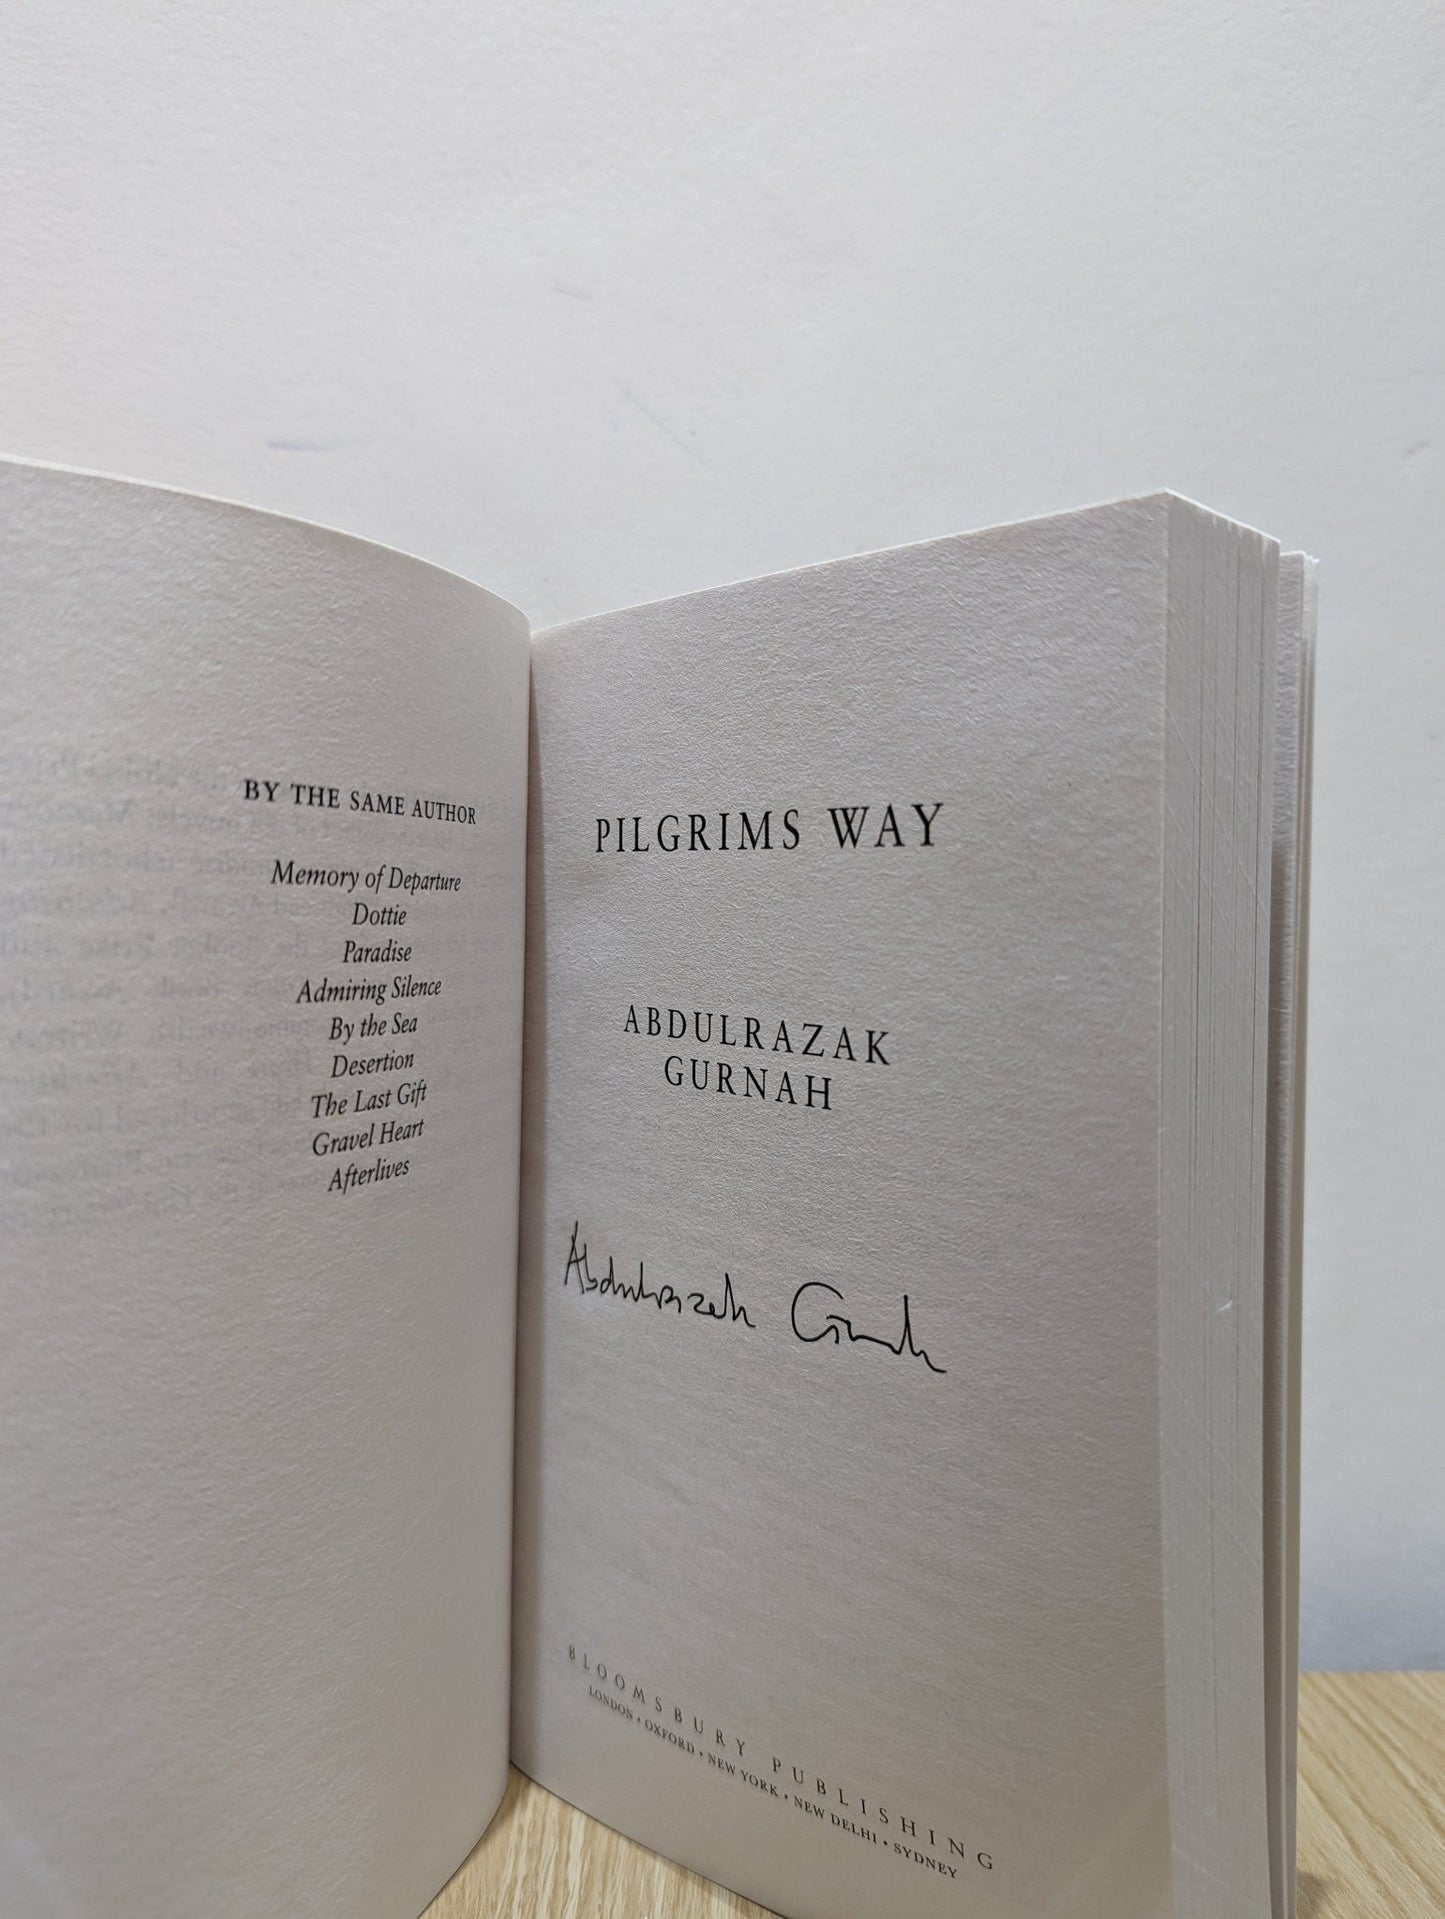 BY THE SAME AUTHOR
Memory of Departure
Dottie
Paradise
Admiring Silence
By the Sea
Desertion
The Last Gift
Gravel Heart
Afterlives
PILGRIMS WAY
ABDULRAZAK
GURNAH
Abdulrazak Gurnah
BLOOMSBURY PUBLISHING
LONDON • OXFORD • NEW YORK • NEW DELHI • SYDNEY